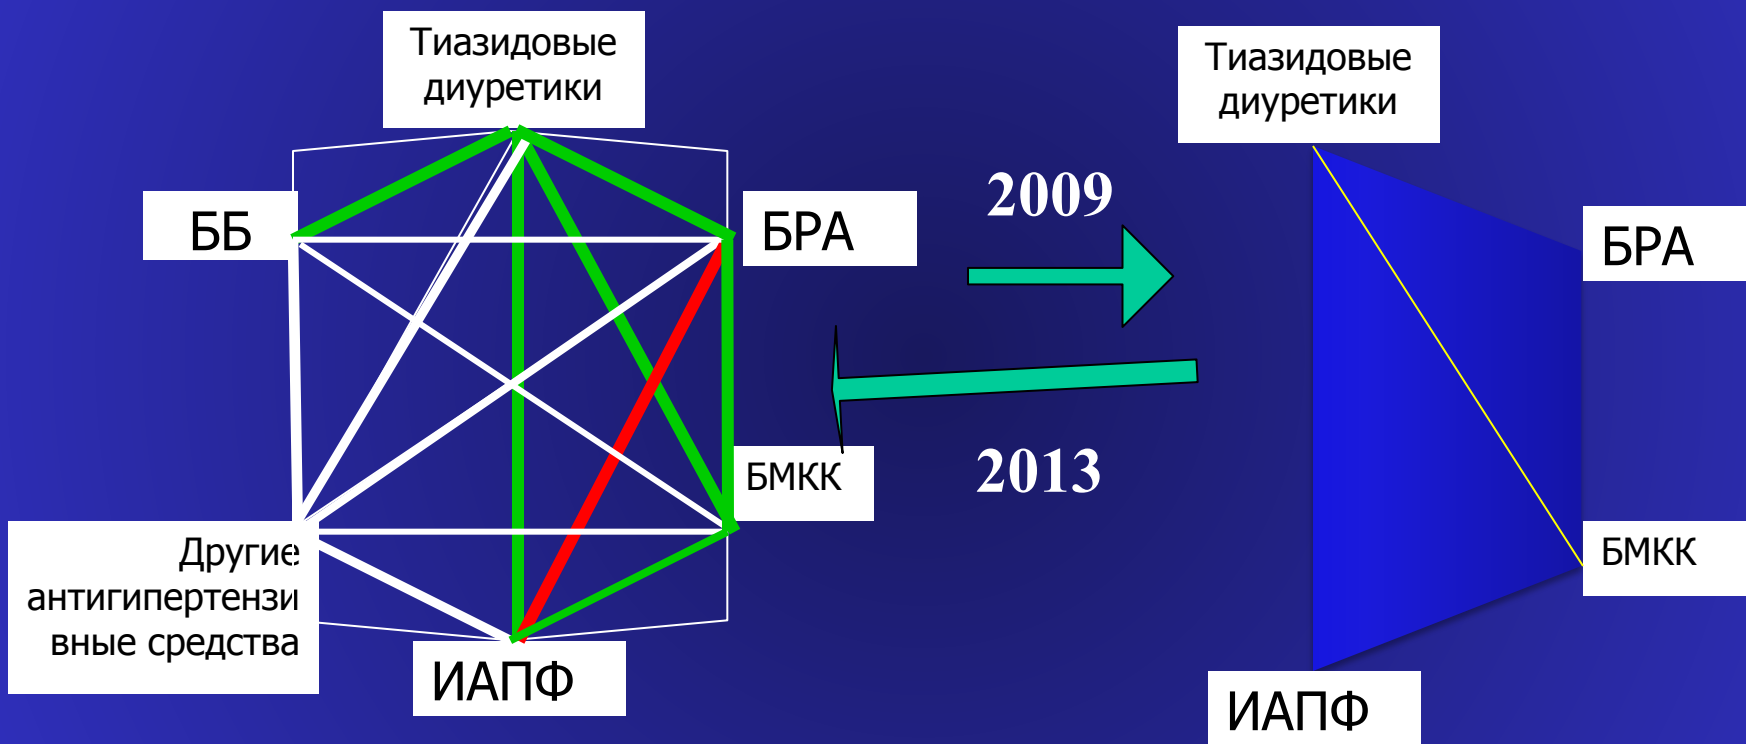 Тиазидовые
диуретики
ББ
БРА
БМКК
Другие
антигипертензи
вные средства
ИАПФ
2009
2013
Тиазидовые
диуретики
БРА
БМКК
ИАПФ